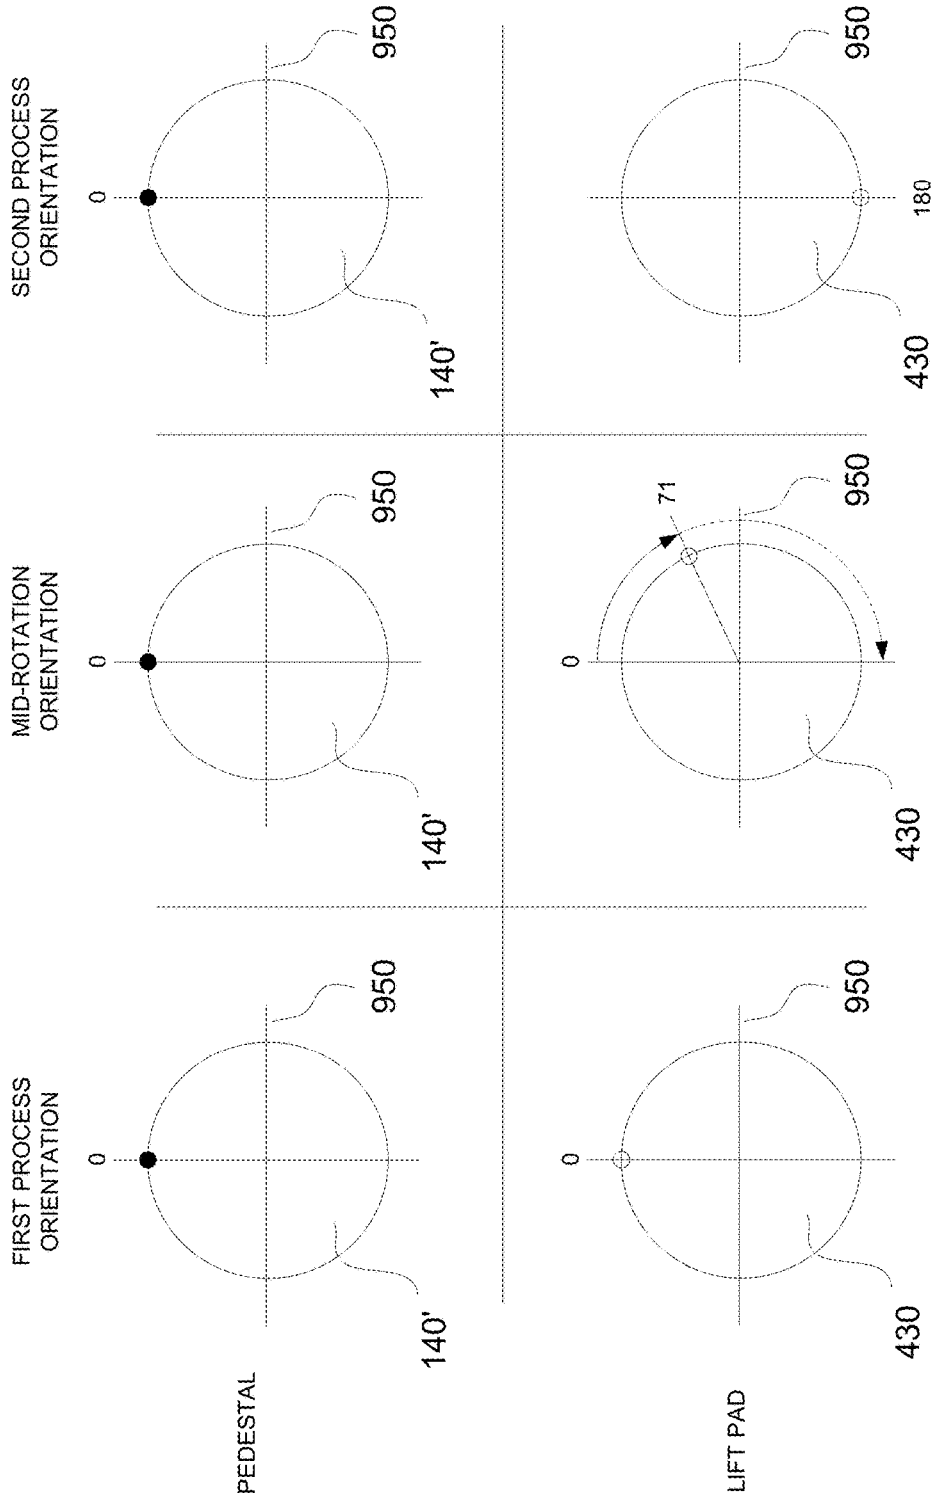 FIRST PROCESS
ORIENTATION
MID-ROTATION
ORIENTATION
SECOND PROCESS
ORIENTATION
PEDESTAL
0
950
140'
0
950
140'
0
950
140'
LIFT PAD
0
950
430
0
71
950
430
950
430
180